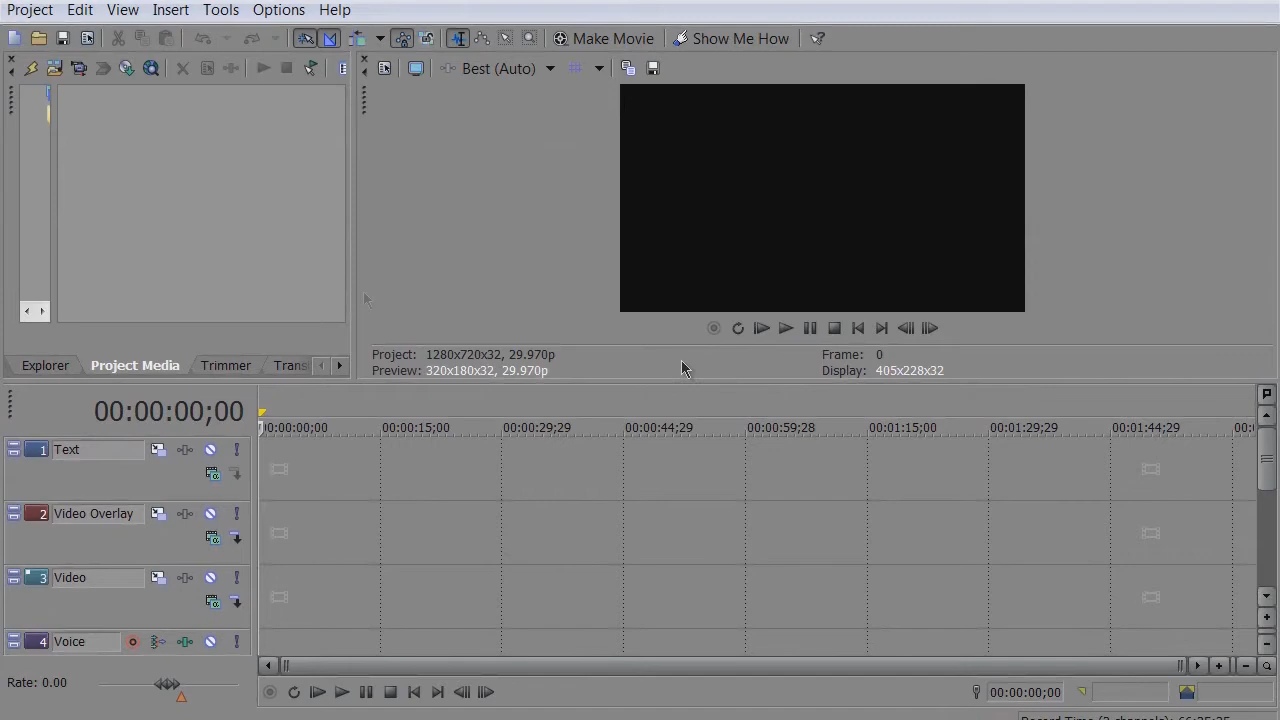 Project Edit View Insert Tools Options Help
Make Movie Show Me How
Best (Auto)
Project: 1280x720x32, 29.970p Frame: 0
Preview: 320x180x32, 29.970p Display: 405x228x32
Explorer Project Media Trimmer Trans
00:00:00;00
00:00:00;00 00:00:15;00 00:00:29;29 00:00:44;29 00:00:59;28 00:01:15;00 00:01:29;29 00:01:44;29 00:0
1 Text
2 Video Overlay
3 Video
4 Voice
Rate: 0.00
00:00:00;00